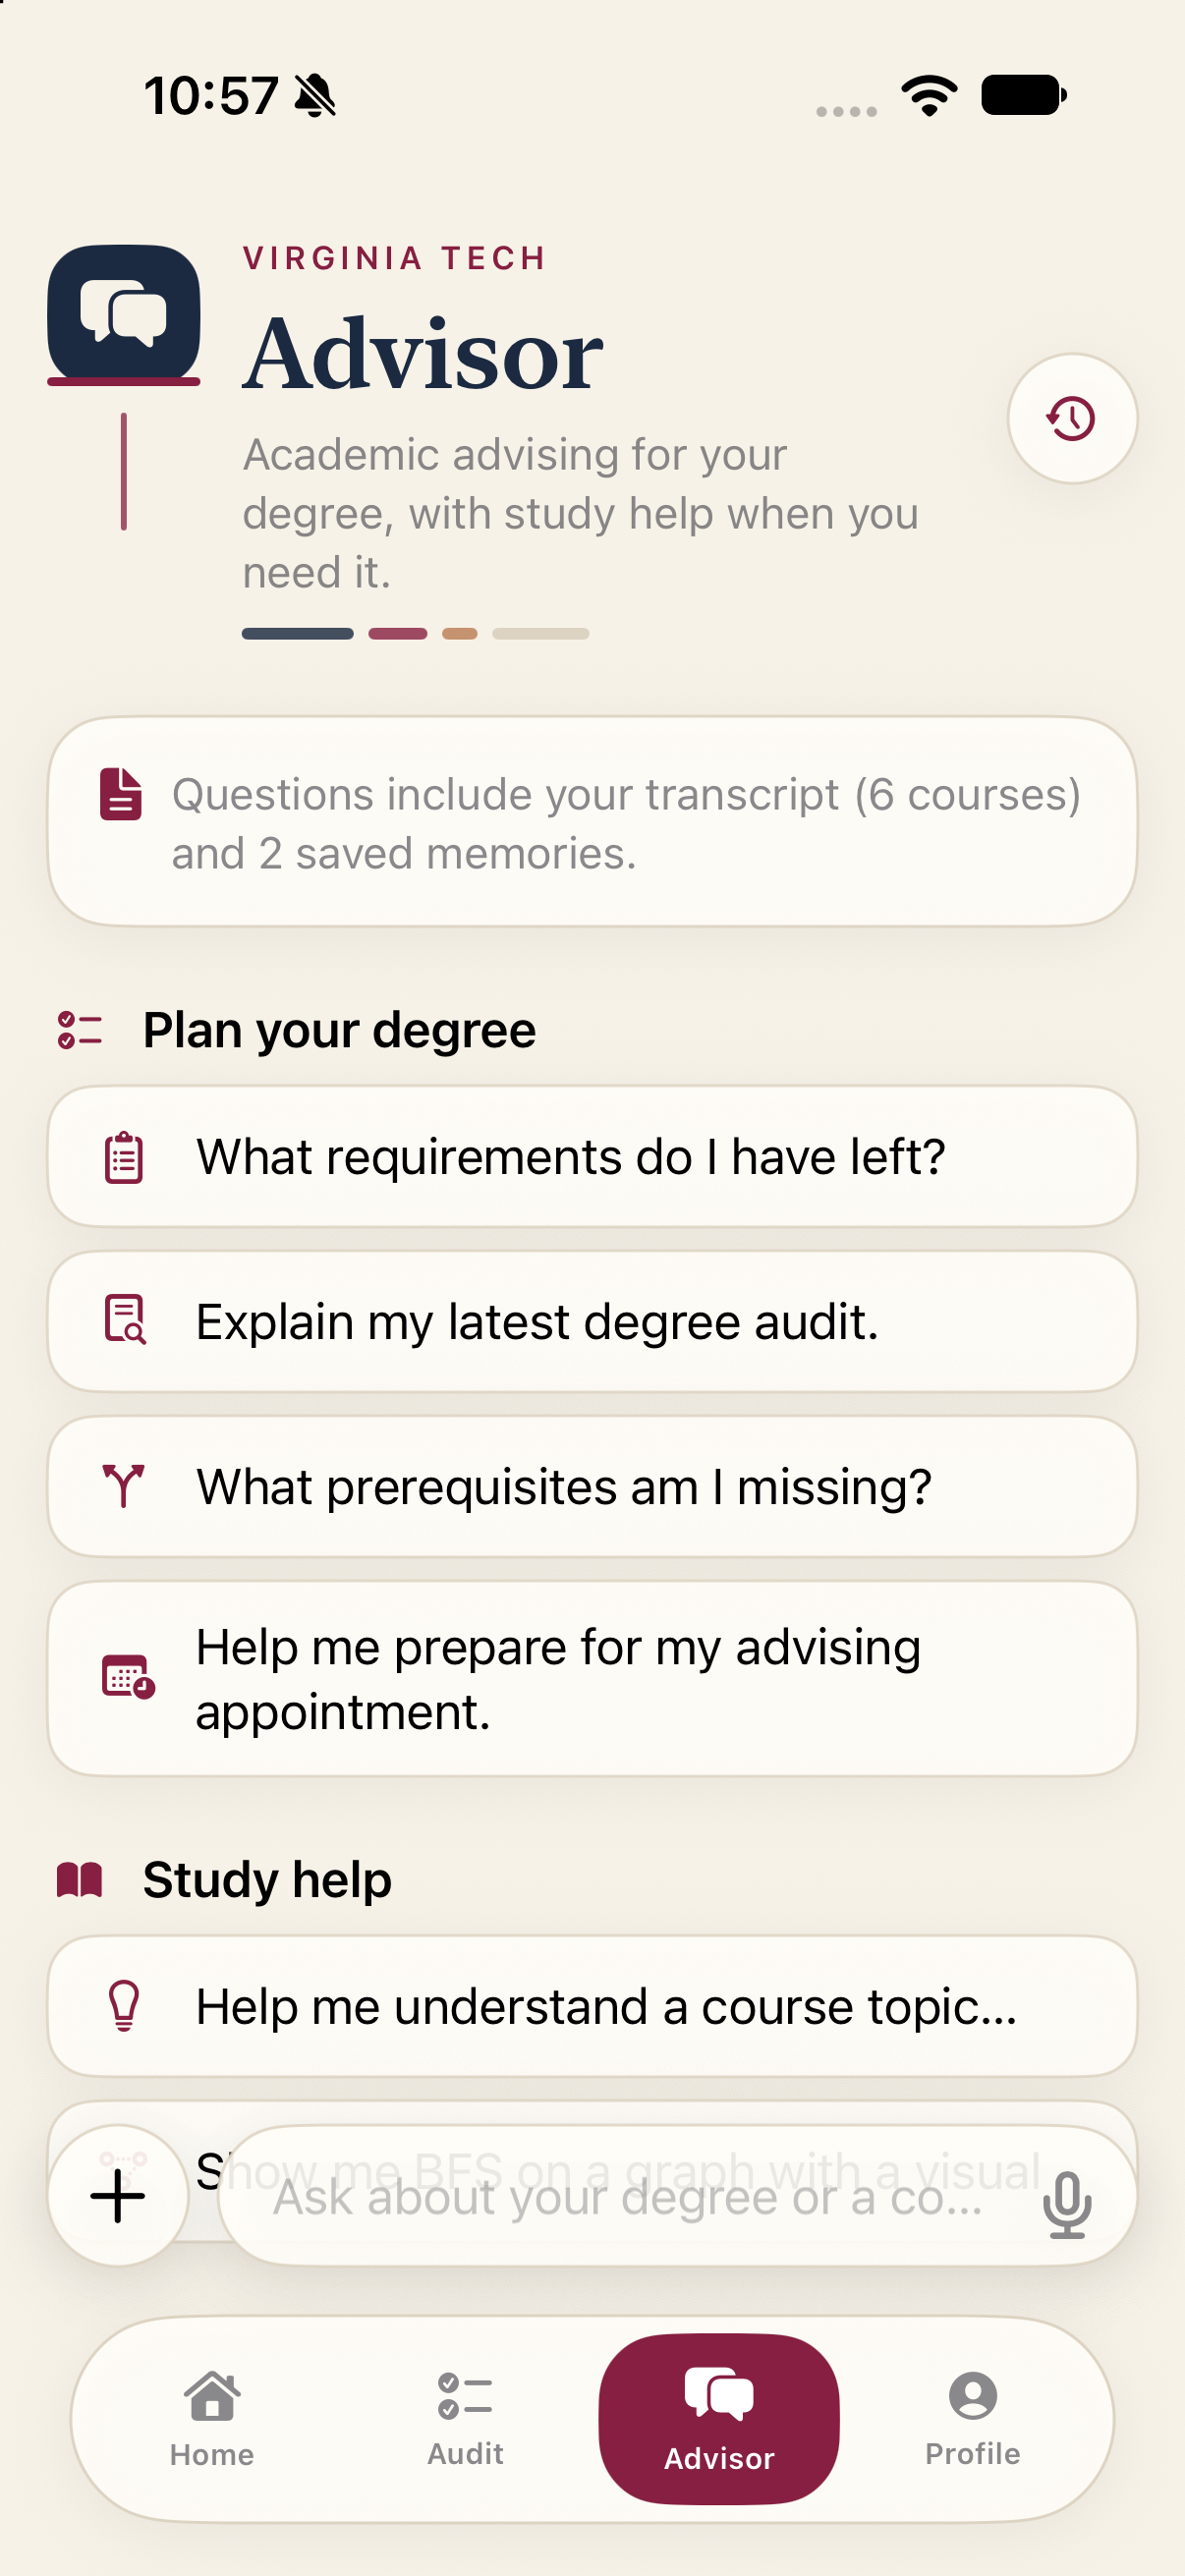 10:57
VIRGINIA TECH
Advisor
Academic advising for your
degree, with study help when you
need it.
Questions include your transcript (6 courses)
and 2 saved memories.
Plan your degree
What requirements do I have left?
Explain my latest degree audit.
What prerequisites am I missing?
Help me prepare for my advising
appointment.
Study help
Help me understand a course topic...
Show me BFS on a graph with a visual
Ask about your degree or a co...
Home
Audit
Advisor
Profile